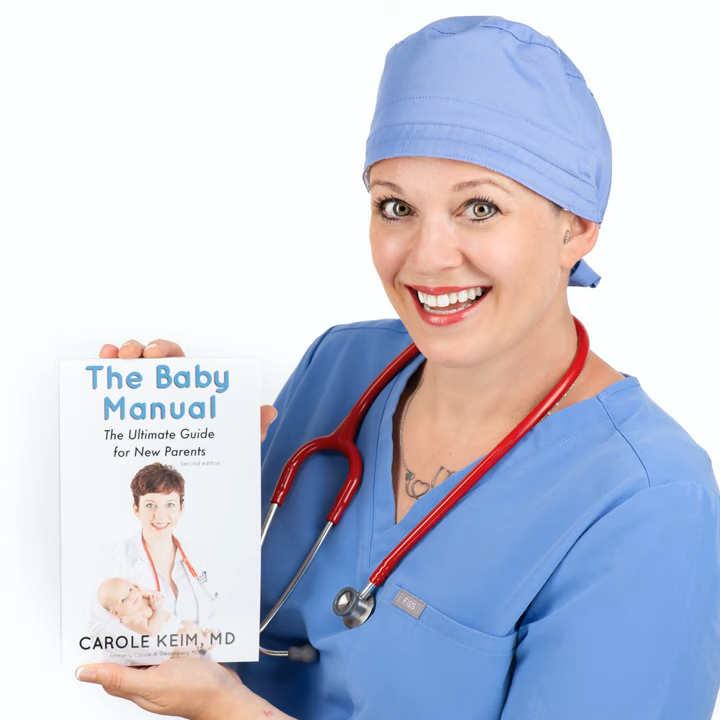 The Baby
Manual
The Ultimate Guide
for New Parents
Second edition
CAROLE KEIM, MD
FIGS